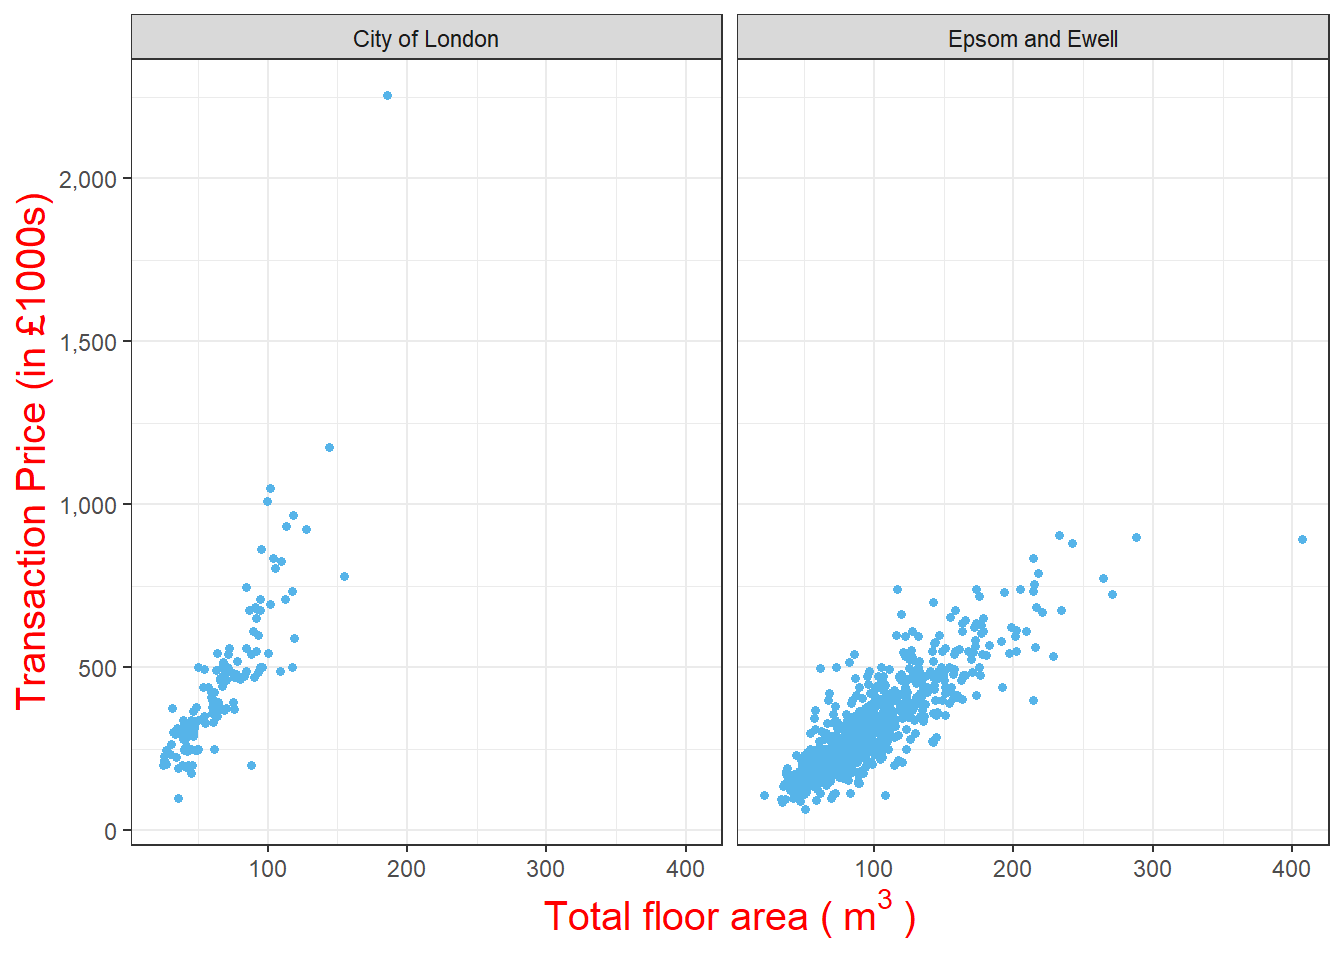 City of London
Epsom and Ewell
Transaction Price (in £1000s)
2,000
1,500
1,000
500
0
100 200 300 400
100 200 300 400
Total floor area ( m³ )